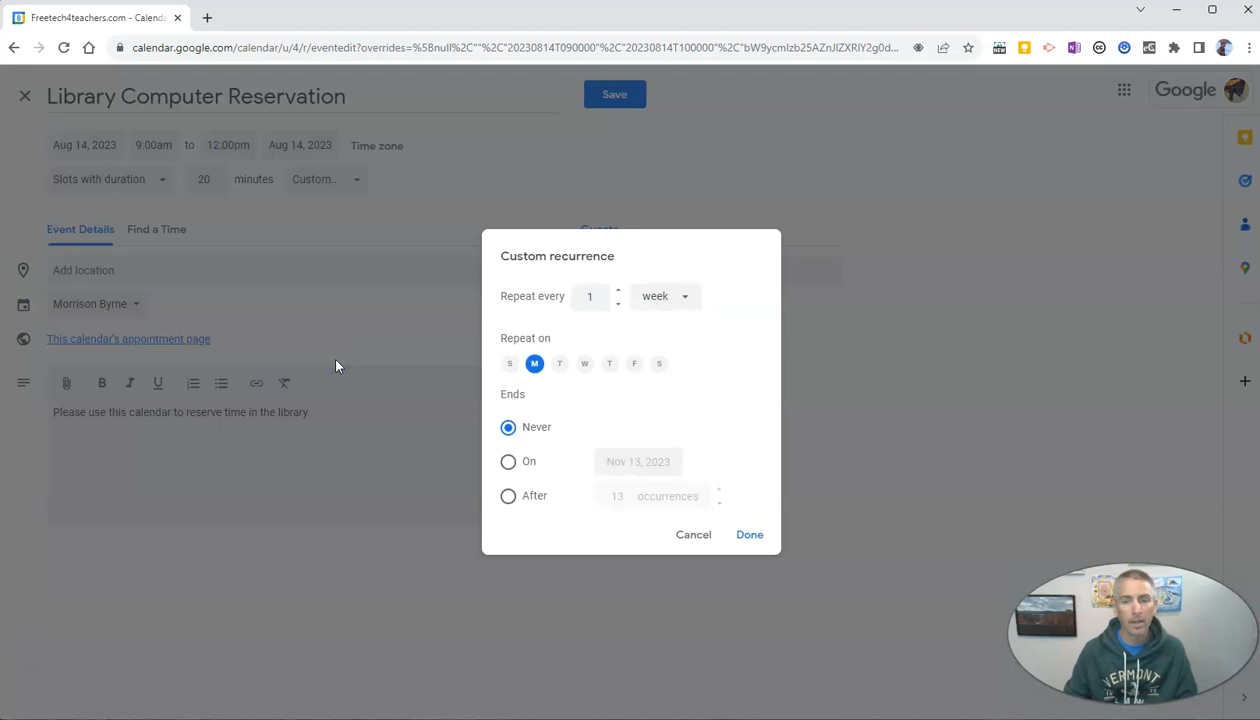 Freetech4teachers.com - Calenda
calendar.google.com/calendar/u/4/r/eventedit?overrides=%5Bnull%2C""%2C"20230814T090000"%2C"20230814T100000"%2C"bW9ycmlzb25AZnJlZXRlY2g0d...
Library Computer Reservation
Save
Google
Aug 14, 2023 9:00am to 12:00pm Aug 14, 2023 Time zone
Slots with duration 20 minutes Custom...
Event Details Find a Time
Guests
Add location
Morrison Byrne
This calendar's appointment page
B I U
Please use this calendar to reserve time in the library
Custom recurrence
Repeat every 1 week
Repeat on
S M T W T F S
Ends
Never
On Nov 13, 2023
After 13 occurrences
Cancel Done
VERMONT